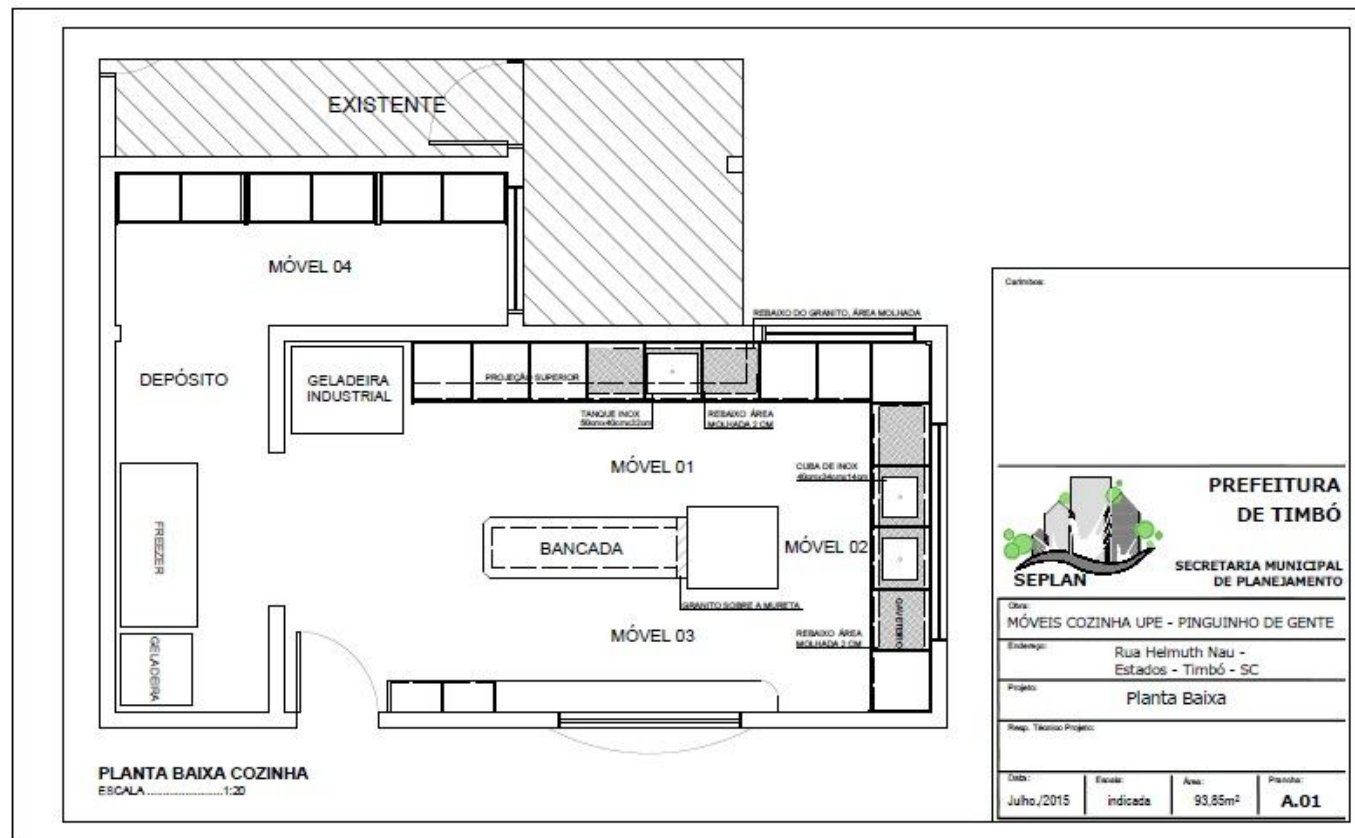 EXISTENTE
MÓVEL 04
REBAIXO DO GRANITO, ÁREA MOLHADA
DEPÓSITO
GELADEIRA
INDUSTRIAL
PROJEÇÃO SUPERIOR
TANQUE INOX
50cmx40cmx32cm
REBAIXO ÁREA
MOLHADA 2 CM
MÓVEL 01
CUBA DE INOX
40cmx34cmx14cm
FREEZER
BANCADA
MÓVEL 02
GRANITO SOBRE A MURETA
GAVETEIRO
MÓVEL 03
REBAIXO ÁREA
MOLHADA 2 CM
GELADEIRA
PLANTA BAIXA COZINHA
ESCALA ........................1:20
Carimbos:
SEPLAN
PREFEITURA
DE TIMBÓ
SECRETARIA MUNICIPAL
DE PLANEJAMENTO
Obra:
MÓVEIS COZINHA UPE - PINGUINHO DE GENTE
Endereço:
Rua Helmuth Nau -
Estados - Timbó - SC
Projeto:
Planta Baixa
Resp. Técnico Projeto:
Data:
Julho./2015
Escala:
indicada
Área:
93,85m²
Prancha:
A.01